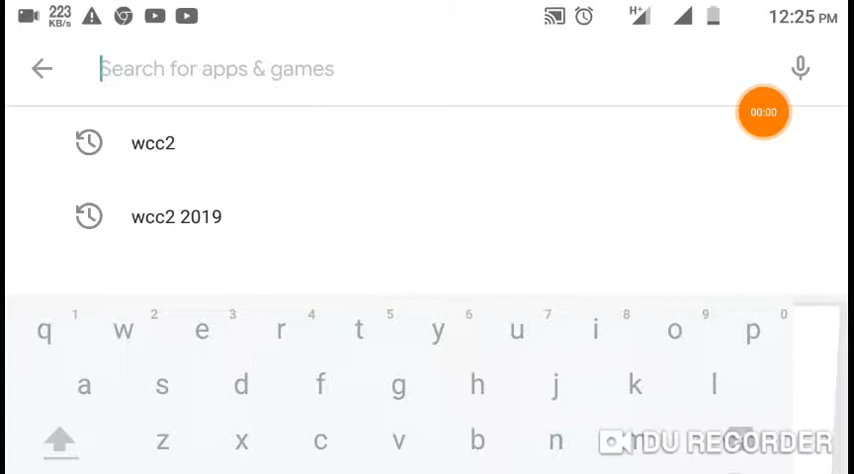 223 KB/s H+ 12:25 PM
Search for apps & games
00:00
wcc2
wcc2 2019
1 2 3 4 5 6 7 8 9 0
q w e r t y u i o p
a s d f g h j k l
z x c v b n m
DU RECORDER